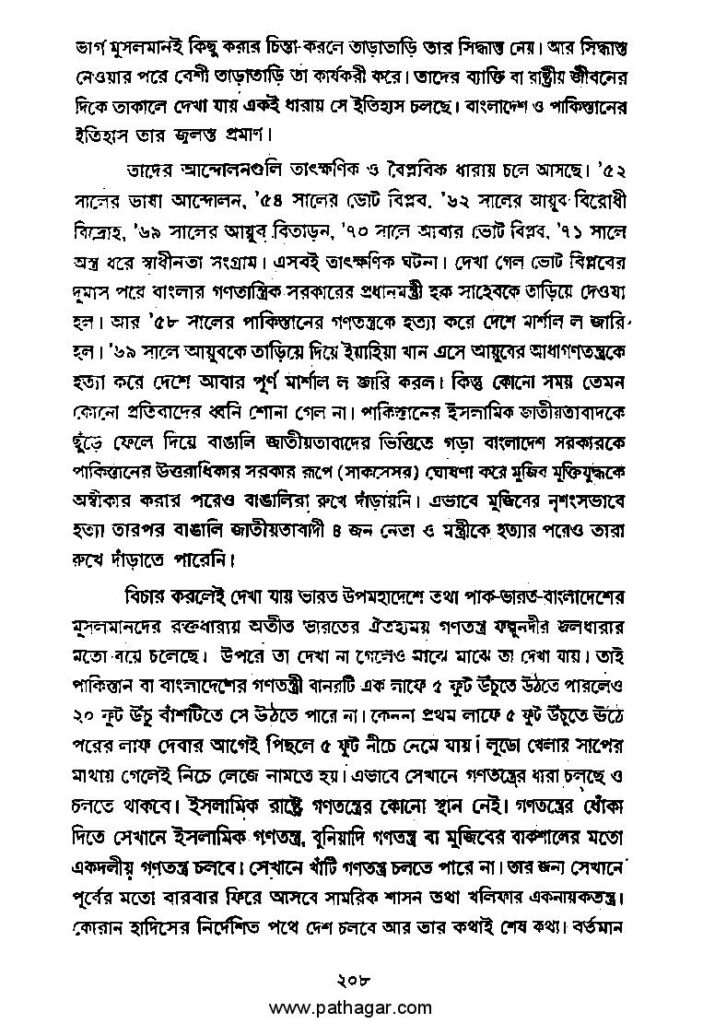 ভাগ মুসলমানই কিছু করার চিন্তা-করলে তাড়াতাড়ি তার সিদ্ধান্ত নেয়। আর সিদ্ধান্ত
নেওয়ার পরে বেশী তাড়াতাড়ি তা কার্যকরী করে। তাদের ব্যাক্তি বা রাষ্ট্রীয় জীবনের
দিকে তাকালে দেখা যায় একই ধারায় সে ইতিহাস চলছে। বাংলাদেশ ও পাকিস্তানের
ইতিহাস তার জ্বলন্ত প্রমাণ।
তাদের আন্দোলনগুলি তাৎক্ষণিক ও বৈপ্লবিক ধারায় চলে আসছে। '৫২
সালের ভাষা আন্দোলন, '৫৪ সালের ভোট বিপ্লব, '৬২ সালের আয়ুব বিরোধী
বিদ্রোহ, '৬৯ সালের আয়ুব বিতাড়ন, '৭০ সালে আবার ভোট বিপ্লব, '৭১ সালে
অস্ত্র ধরে স্বাধীনতা সংগ্রাম। এসবই তাৎক্ষণিক ঘটনা। দেখা গেল ভোট বিপ্লবের
দুমাস পরে বাংলার গণতান্ত্রিক সরকারের প্রধানমন্ত্রী হক সাহেবকে তাড়িয়ে দেওয়া
হল। আর '৫৮ সালের পাকিস্তানের গণতন্ত্রকে হত্যা করে দেশে মার্শাল ল জারি
হল। '৬৯ সালে আয়ুবকে তাড়িয়ে দিয়ে ইয়াহিয়া খান এসে আয়ুবের আধাগণতন্ত্রকে
হত্যা করে দেশে আবার পূর্ণ মার্শাল ল জারি করল। কিন্তু কোনো সময় তেমন
কোনো প্রতিবাদের ধ্বনি শোনা গেল না। পাকিস্তানের ইসলামিক জাতীয়তাবাদকে
ছুঁড়ে ফেলে দিয়ে বাঙালি জাতীয়তাবাদের ভিত্তিতে গড়া বাংলাদেশ সরকারকে
পাকিস্তানের উত্তরাধিকার সরকার রূপে (সাকসেসর) ঘোষণা করে মুজিব মুক্তিযুদ্ধকে
অস্বীকার করার পরেও বাঙালিরা রুখে দাঁড়ায়নি। এভাবে মুজিবের নৃশংসভাবে
হত্যা তারপর বাঙালি জাতীয়তাবাদী ৪ জন নেতা ও মন্ত্রীকে হত্যার পরেও তারা
রুখে দাঁড়াতে পারেনি।
বিচার করলেই দেখা যায় ভারত উপমহাদেশে তথা পাক-ভারত-বাংলাদেশের
মুসলমানদের রক্তধারায় অতীত ভারতের ঐতহ্যময় গণতন্ত্র ফল্গুনদীর জলধারার
মতো বয়ে চলেছে। উপরে তা দেখা না গেলেও মাঝে মাঝে তা দেখা যায়। তাই
পাকিস্তান বা বাংলাদেশের গণতন্ত্রী বানরটি এক লাফে ৫ ফুট উঁচুতে উঠতে পারলেও
২০ ফুট উঁচু বাঁশটিতে সে উঠতে পারে না। কেননা প্রথম লাফে ৫ ফুট উঁচুতে উঠে
পরের লাফ দেবার আগেই পিছলে ৫ ফুট নীচে নেমে যায়। লূডো খেলার সাপের
মাথায় গেলেই নিচে লেজে নামতে হয়। এভাবে সেখানে গণতন্ত্রের ধারা চলছে ও
চলতে থাকবে। ইসলামিক রাষ্ট্রে গণতন্ত্রের কোনো স্থান নেই। গণতন্ত্রের ধোঁকা
দিতে সেখানে ইসলামিক গণতন্ত্র, বুনিয়াদি গণতন্ত্র বা মুজিবের বাকশালের মতো
একদলীয় গণতন্ত্র চলবে। সেখানে খাঁটি গণতন্ত্র চলতে পারে না। তার জন্য সেখানে
পূর্বের মতো বারবার ফিরে আসবে সামরিক শাসন তথা খলিফার একনায়কতন্ত্র।
কোরান হাদিসের নির্দেশিত পথে দেশ চলবে আর তার কথাই শেষ কথা। বর্তমান
২০৮
www.pathagar.com